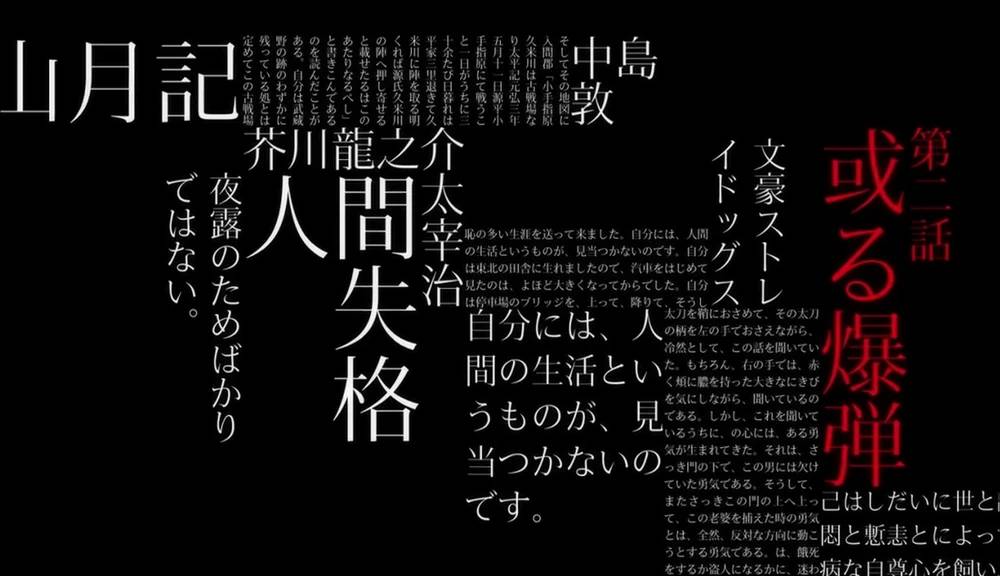 第二話
或る爆弾
文豪ストレ
イドッグス
中島
敦
そしてその地図に
入間郡「小手指原
久米川は古戦場な
り太平記元弘三年
五月十一日源平小
手指原にて戦うこ
と一日がうちに三
十余たび日暮れは
平家三里退きて久
米川に陣を取る明
くれば源氏久米川
の陣へ押し寄せる
と載せたるはこの
あたりなるべし」
と書きこんである
のを読んだことが
ある。自分は武蔵
野の跡のわずかに
残っている処とは
定めてこの古戦場
山月記
芥川龍之介
太宰治
人間失格
夜露のためばかり
ではない。
恥の多い生涯を送って来ました。自分には、人間
の生活というものが、見当つかないのです。自分
は東北の田舎に生れましたので、汽車をはじめて
見たのは、よほど大きくなってからでした。自分
は停車場のブリッジを、上って、降りて、そうし
自分には、人
間の生活とい
うものが、見
当つかないの
です。
太刀を鞘におさめて、その太刀
の柄を左の手でおさえながら、
冷然として、この話を聞いてい
た。もちろん、右の手では、赤
く頬に膿を持った大きなにきび
を気にしながら、聞いているの
である。しかし、これを聞いて
いるうちに、の心には、ある勇
気が生まれてきた。それは、さ
っき門の下で、この男には欠け
ていた勇気である。そうして、
またさっきこの門の上へ上っ
て、この老婆を捕えた時の勇気
とは、全然、反対な方向に動こ
うとする勇気である。は、餓死
をするか盗人になるかに、迷わ
己はしだいに世と
悶と慙恚とによっ
病な自尊心を飼い